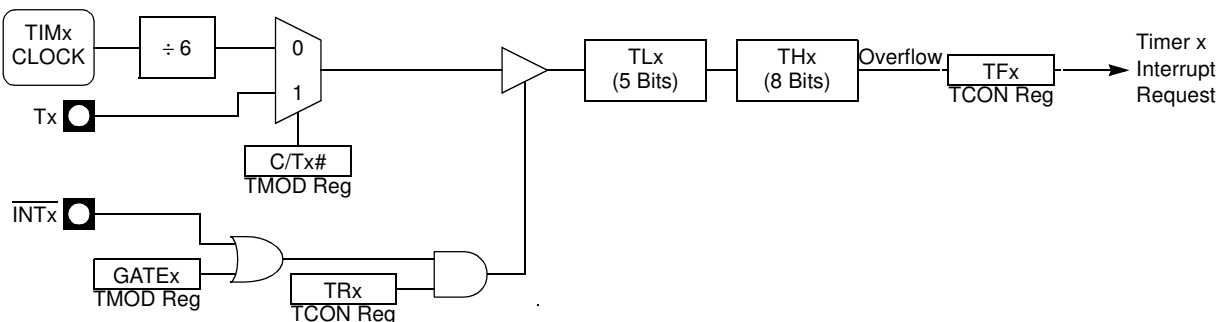 TIMx
CLOCK
÷ 6
0
1
Tx
C/Tx#
TMOD Reg
TLx
(5 Bits)
THx
(8 Bits)
Overflow
TFx
TCON Reg
Timer x
Interrupt
Request
INTx
GATEx
TMOD Reg
TRx
TCON Reg